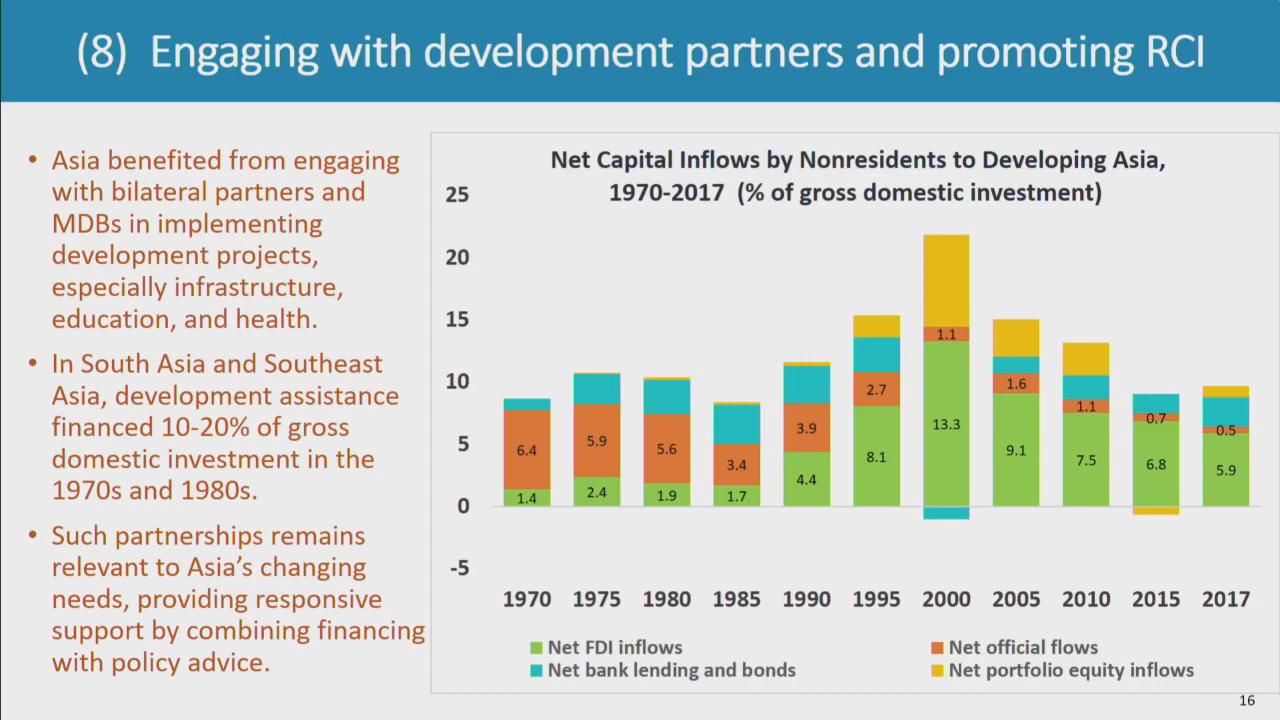 (8) Engaging with development partners and promoting RCI
• Asia benefited from engaging
with bilateral partners and
MDBs in implementing
development projects,
especially infrastructure,
education, and health.
• In South Asia and Southeast
Asia, development assistance
financed 10-20% of gross
domestic investment in the
1970s and 1980s.
• Such partnerships remains
relevant to Asia’s changing
needs, providing responsive
support by combining financing
with policy advice.
Net Capital Inflows by Nonresidents to Developing Asia,
1970-2017 (% of gross domestic investment)
25
20
15
10
5
0
-5
6.4
1.4
5.9
2.4
5.6
1.9
3.4
1.7
3.9
4.4
2.7
8.1
1.1
13.3
1.6
9.1
1.1
7.5
0.7
6.8
0.5
5.9
1970 1975 1980 1985 1990 1995 2000 2005 2010 2015 2017
Net FDI inflows
Net official flows
Net bank lending and bonds
Net portfolio equity inflows
16